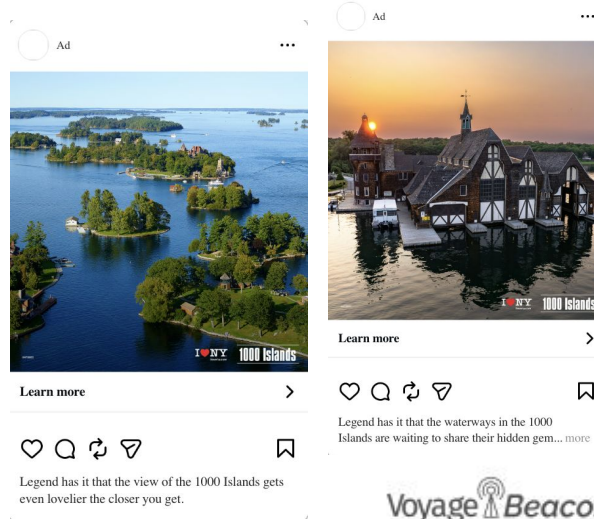 Ad
I NY
1000 Islands
Learn more
Legend has it that the view of the 1000 Islands gets
even lovelier the closer you get.
Ad
I NY
1000 Islands
Learn more
Legend has it that the waterways in the 1000
Islands are waiting to share their hidden gem... more
Voyage Beaco